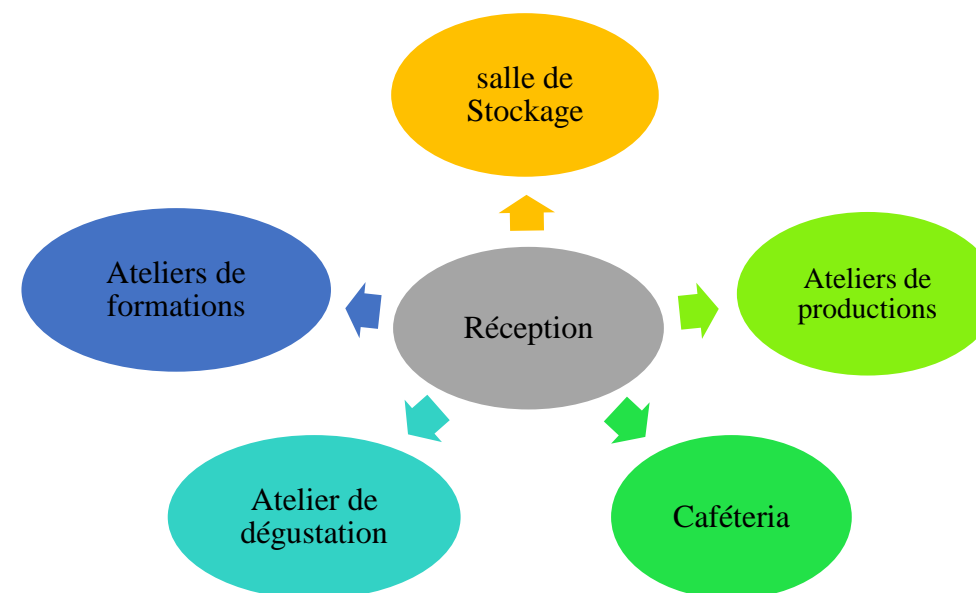 salle de
Stockage
Ateliers de
formations
Ateliers de
productions
Réception
Atelier de
dégustation
Caféteria